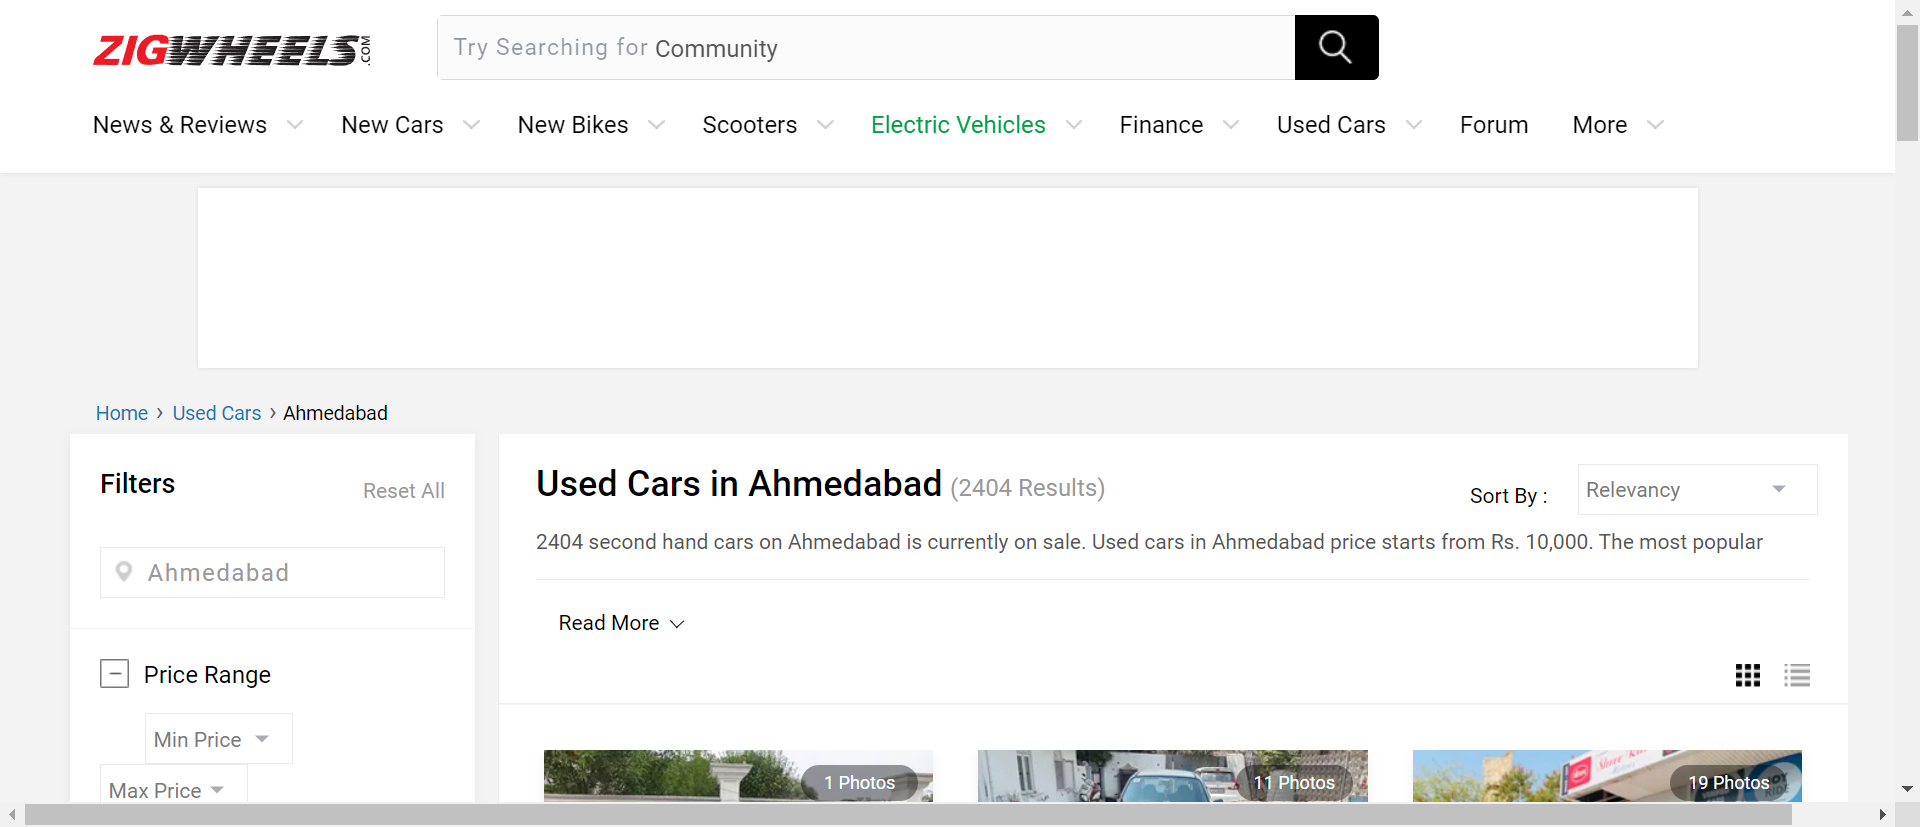 ZIGWHEELS.COM
Try Searching for Community
News & Reviews New Cars New Bikes Scooters Electric Vehicles Finance Used Cars Forum More
Home › Used Cars › Ahmedabad
Filters
Reset All
Ahmedabad
Price Range
Min Price
Max Price
Used Cars in Ahmedabad (2404 Results)
Sort By :
Relevancy
2404 second hand cars on Ahmedabad is currently on sale. Used cars in Ahmedabad price starts from Rs. 10,000. The most popular
Read More
1 Photos
11 Photos
19 Photos